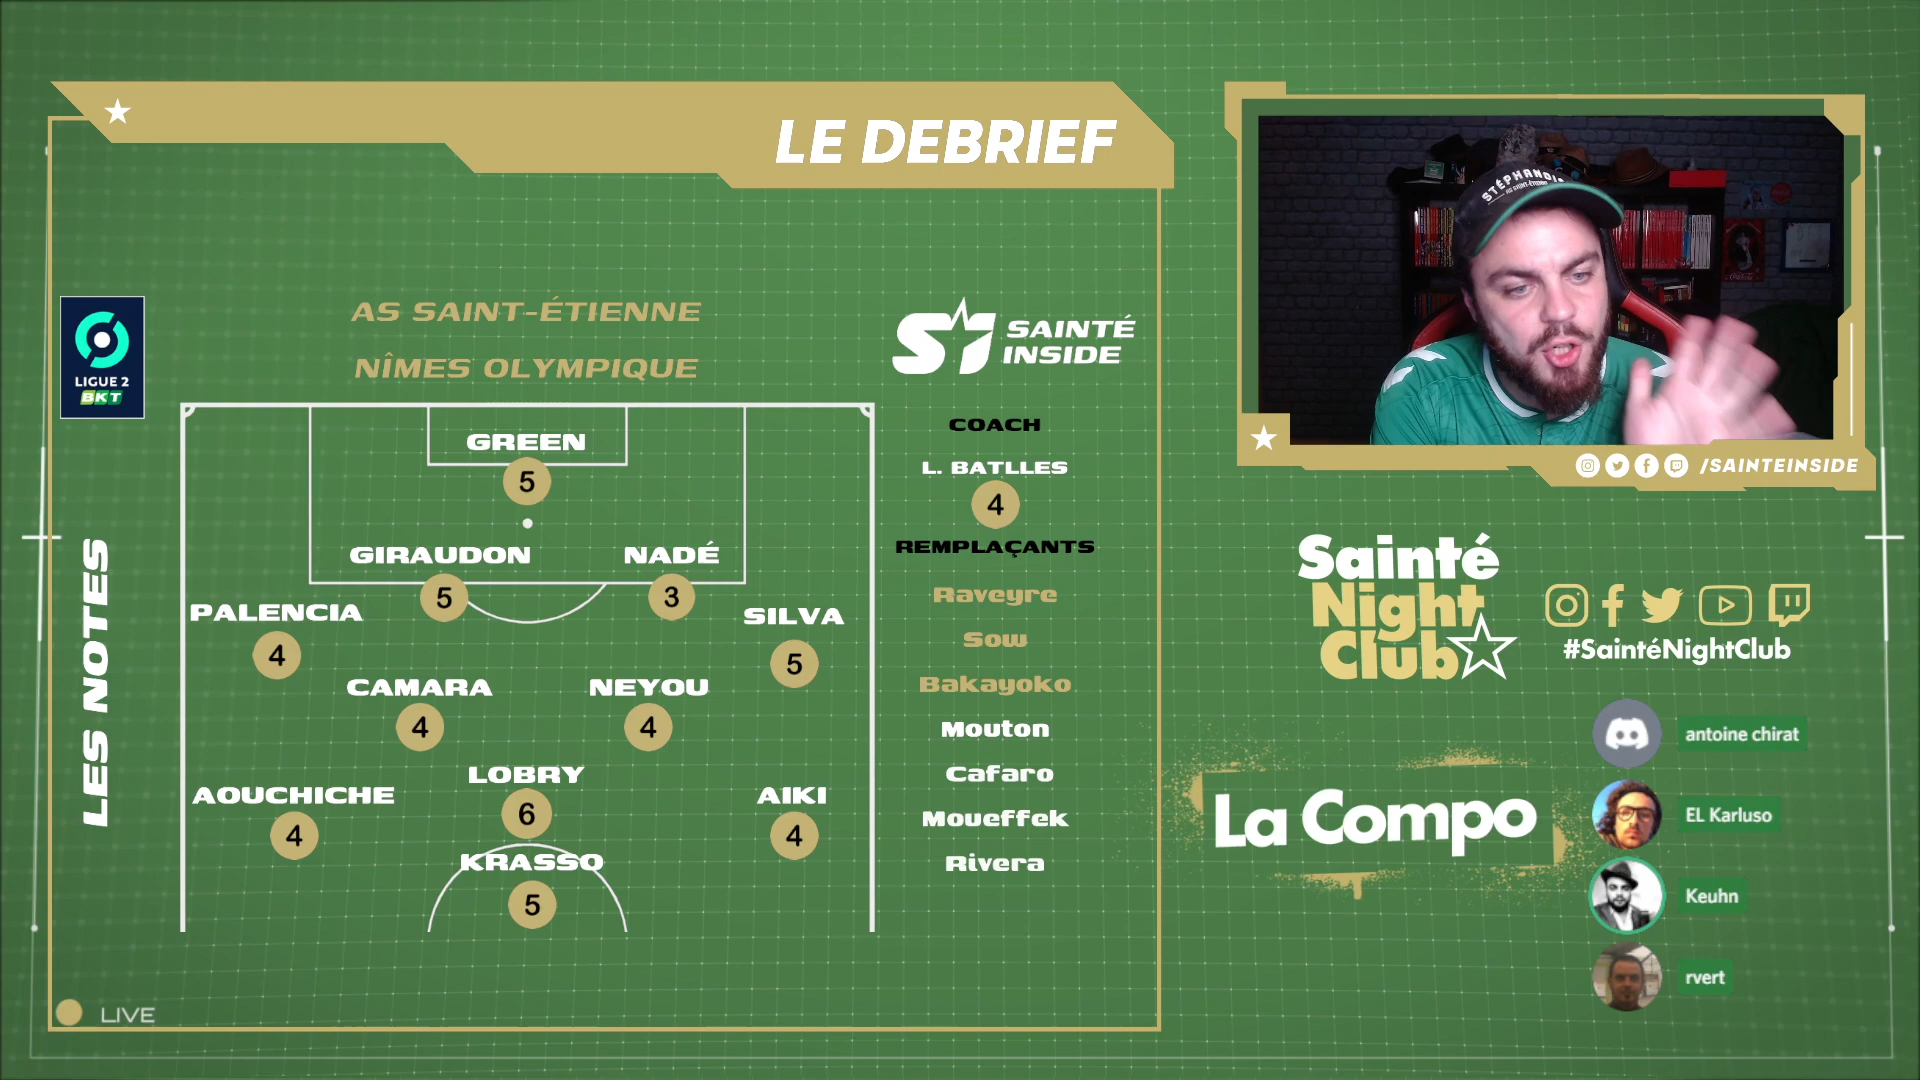 LE DEBRIEF
AS SAINT-ÉTIENNE
NÎMES OLYMPIQUE
LIGUE 2
BKT
LES NOTES
GREEN
5
GIRAUDON
5
NADÉ
3
PALENCIA
4
SILVA
5
CAMARA
4
NEYOU
4
LOBRY
6
AOUCHICHE
4
AIKI
4
KRASSO
5
LIVE
SAINTÉ
INSIDE
COACH
L. BATLLES
4
REMPLAÇANTS
Raveyre
Sow
Bakayoko
Mouton
Cafaro
Moueffek
Rivera
/SAINTEINSIDE
Sainté
Night
Club
#SaintéNightClub
La Compo
antoine chirat
EL Karluso
Keuhn
rvert